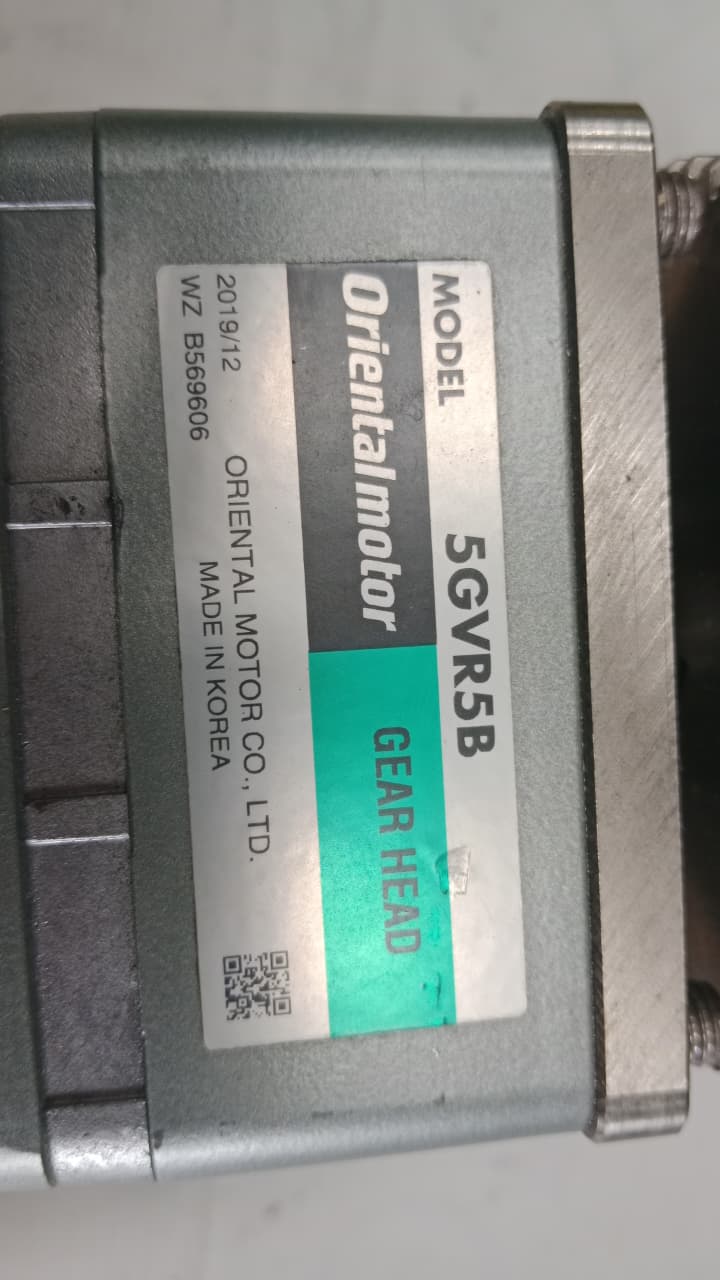 MODEL 5GVR5B
Orientalmotor GEAR HEAD
2019/12 ORIENTAL MOTOR CO., LTD.
WZ B569606 MADE IN KOREA